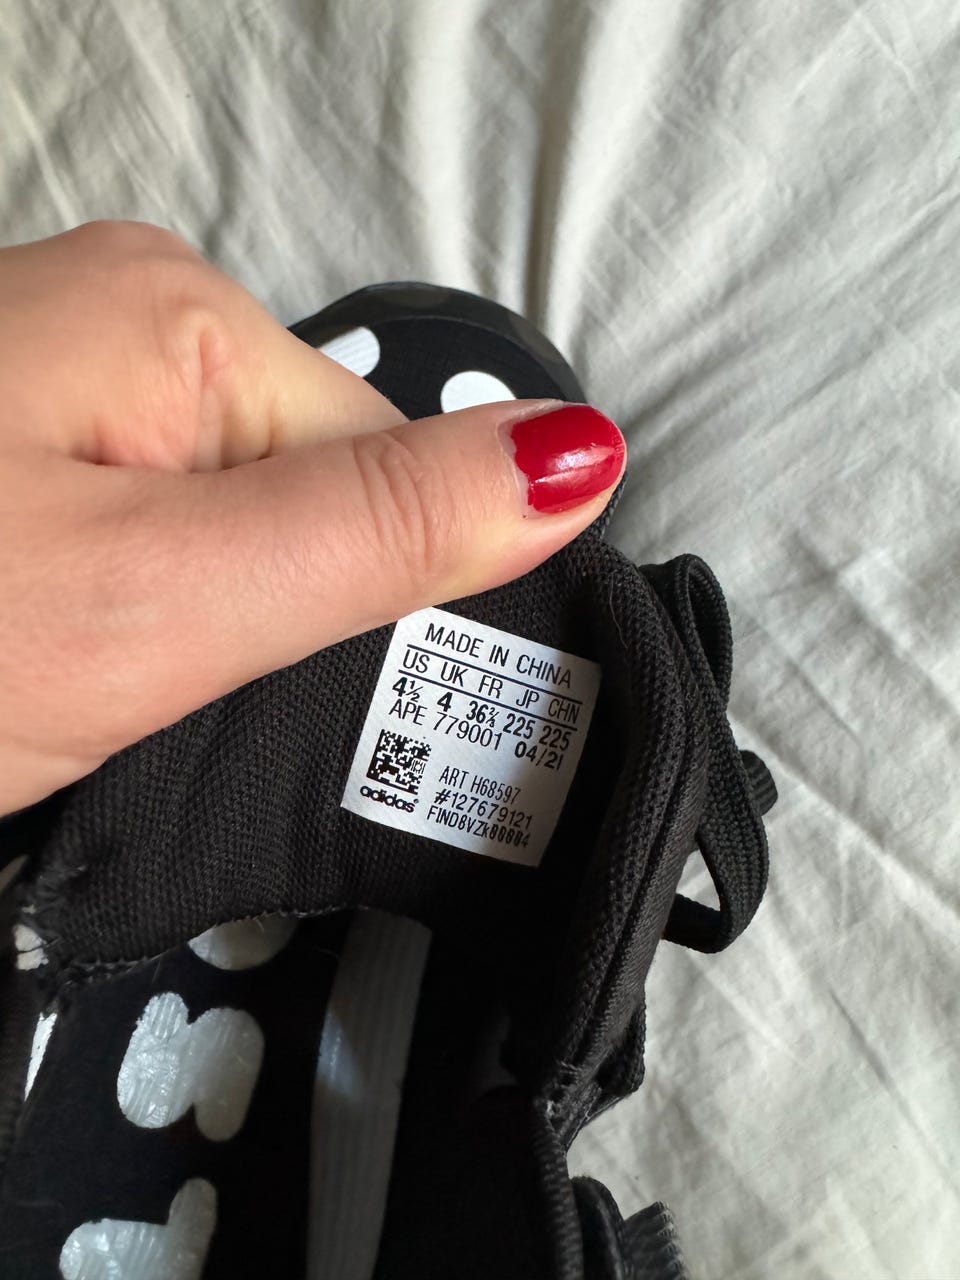 MADE IN CHINA
US UK FR JP CHN
4½ 4 36⅔ 225 225
APE 779001 04/21
ART H68597
#127679121
adidas®